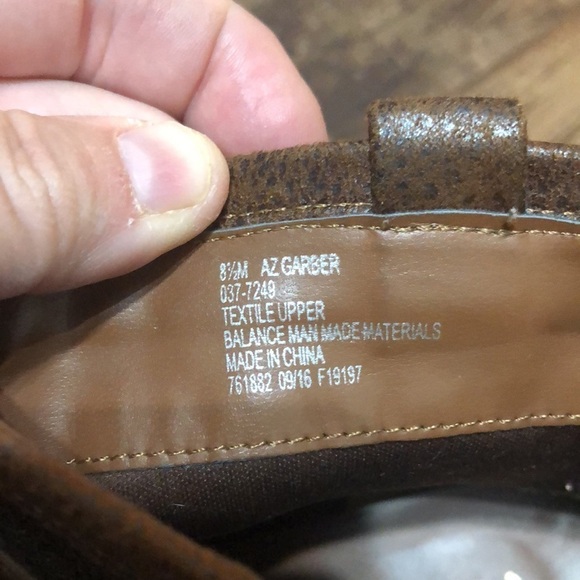 8½M AZ GARBER
037-7249
TEXTILE UPPER
BALANCE MAN MADE MATERIALS
MADE IN CHINA
761882 09/16 F19197